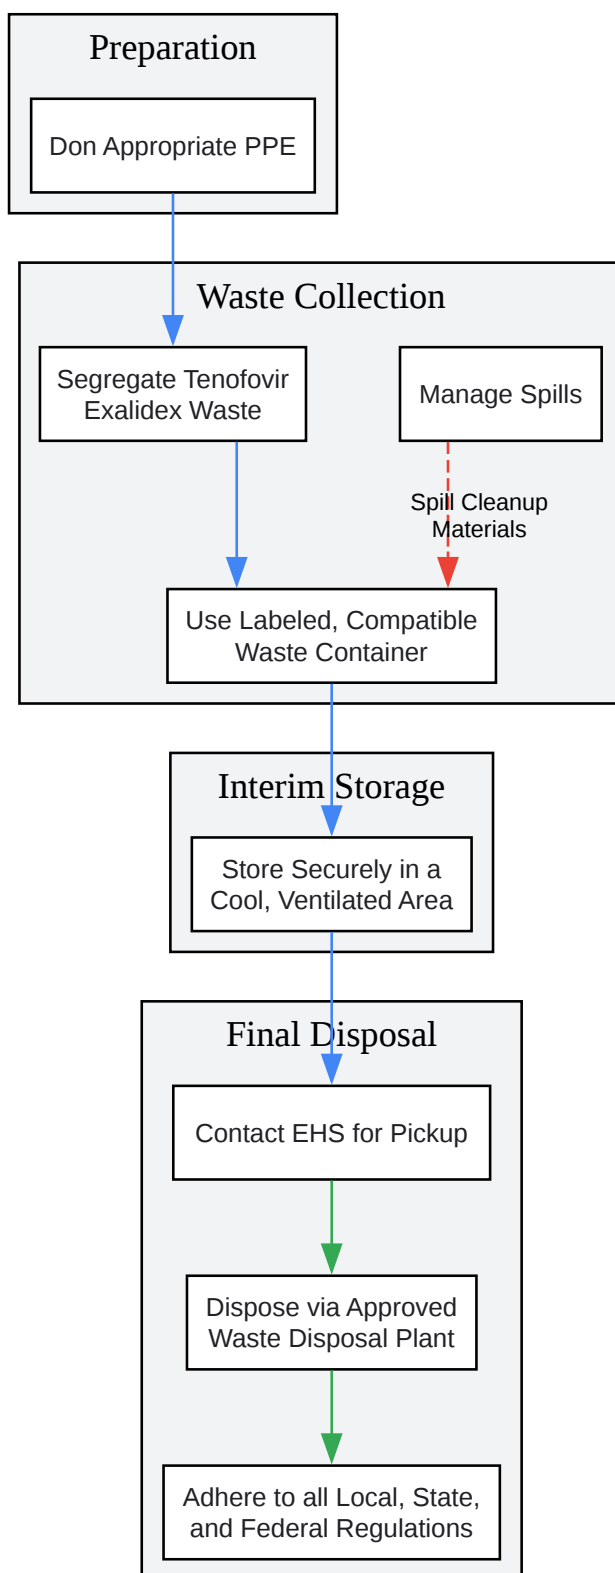 Preparation
Don Appropriate PPE
Waste Collection
Segregate Tenofovir
Exalidex Waste
Manage Spills
Spill Cleanup
Materials
Use Labeled, Compatible
Waste Container
Interim Storage
Store Securely in a
Cool, Ventilated Area
Final Disposal
Contact EHS for Pickup
Dispose via Approved
Waste Disposal Plant
Adhere to all Local, State,
and Federal Regulations